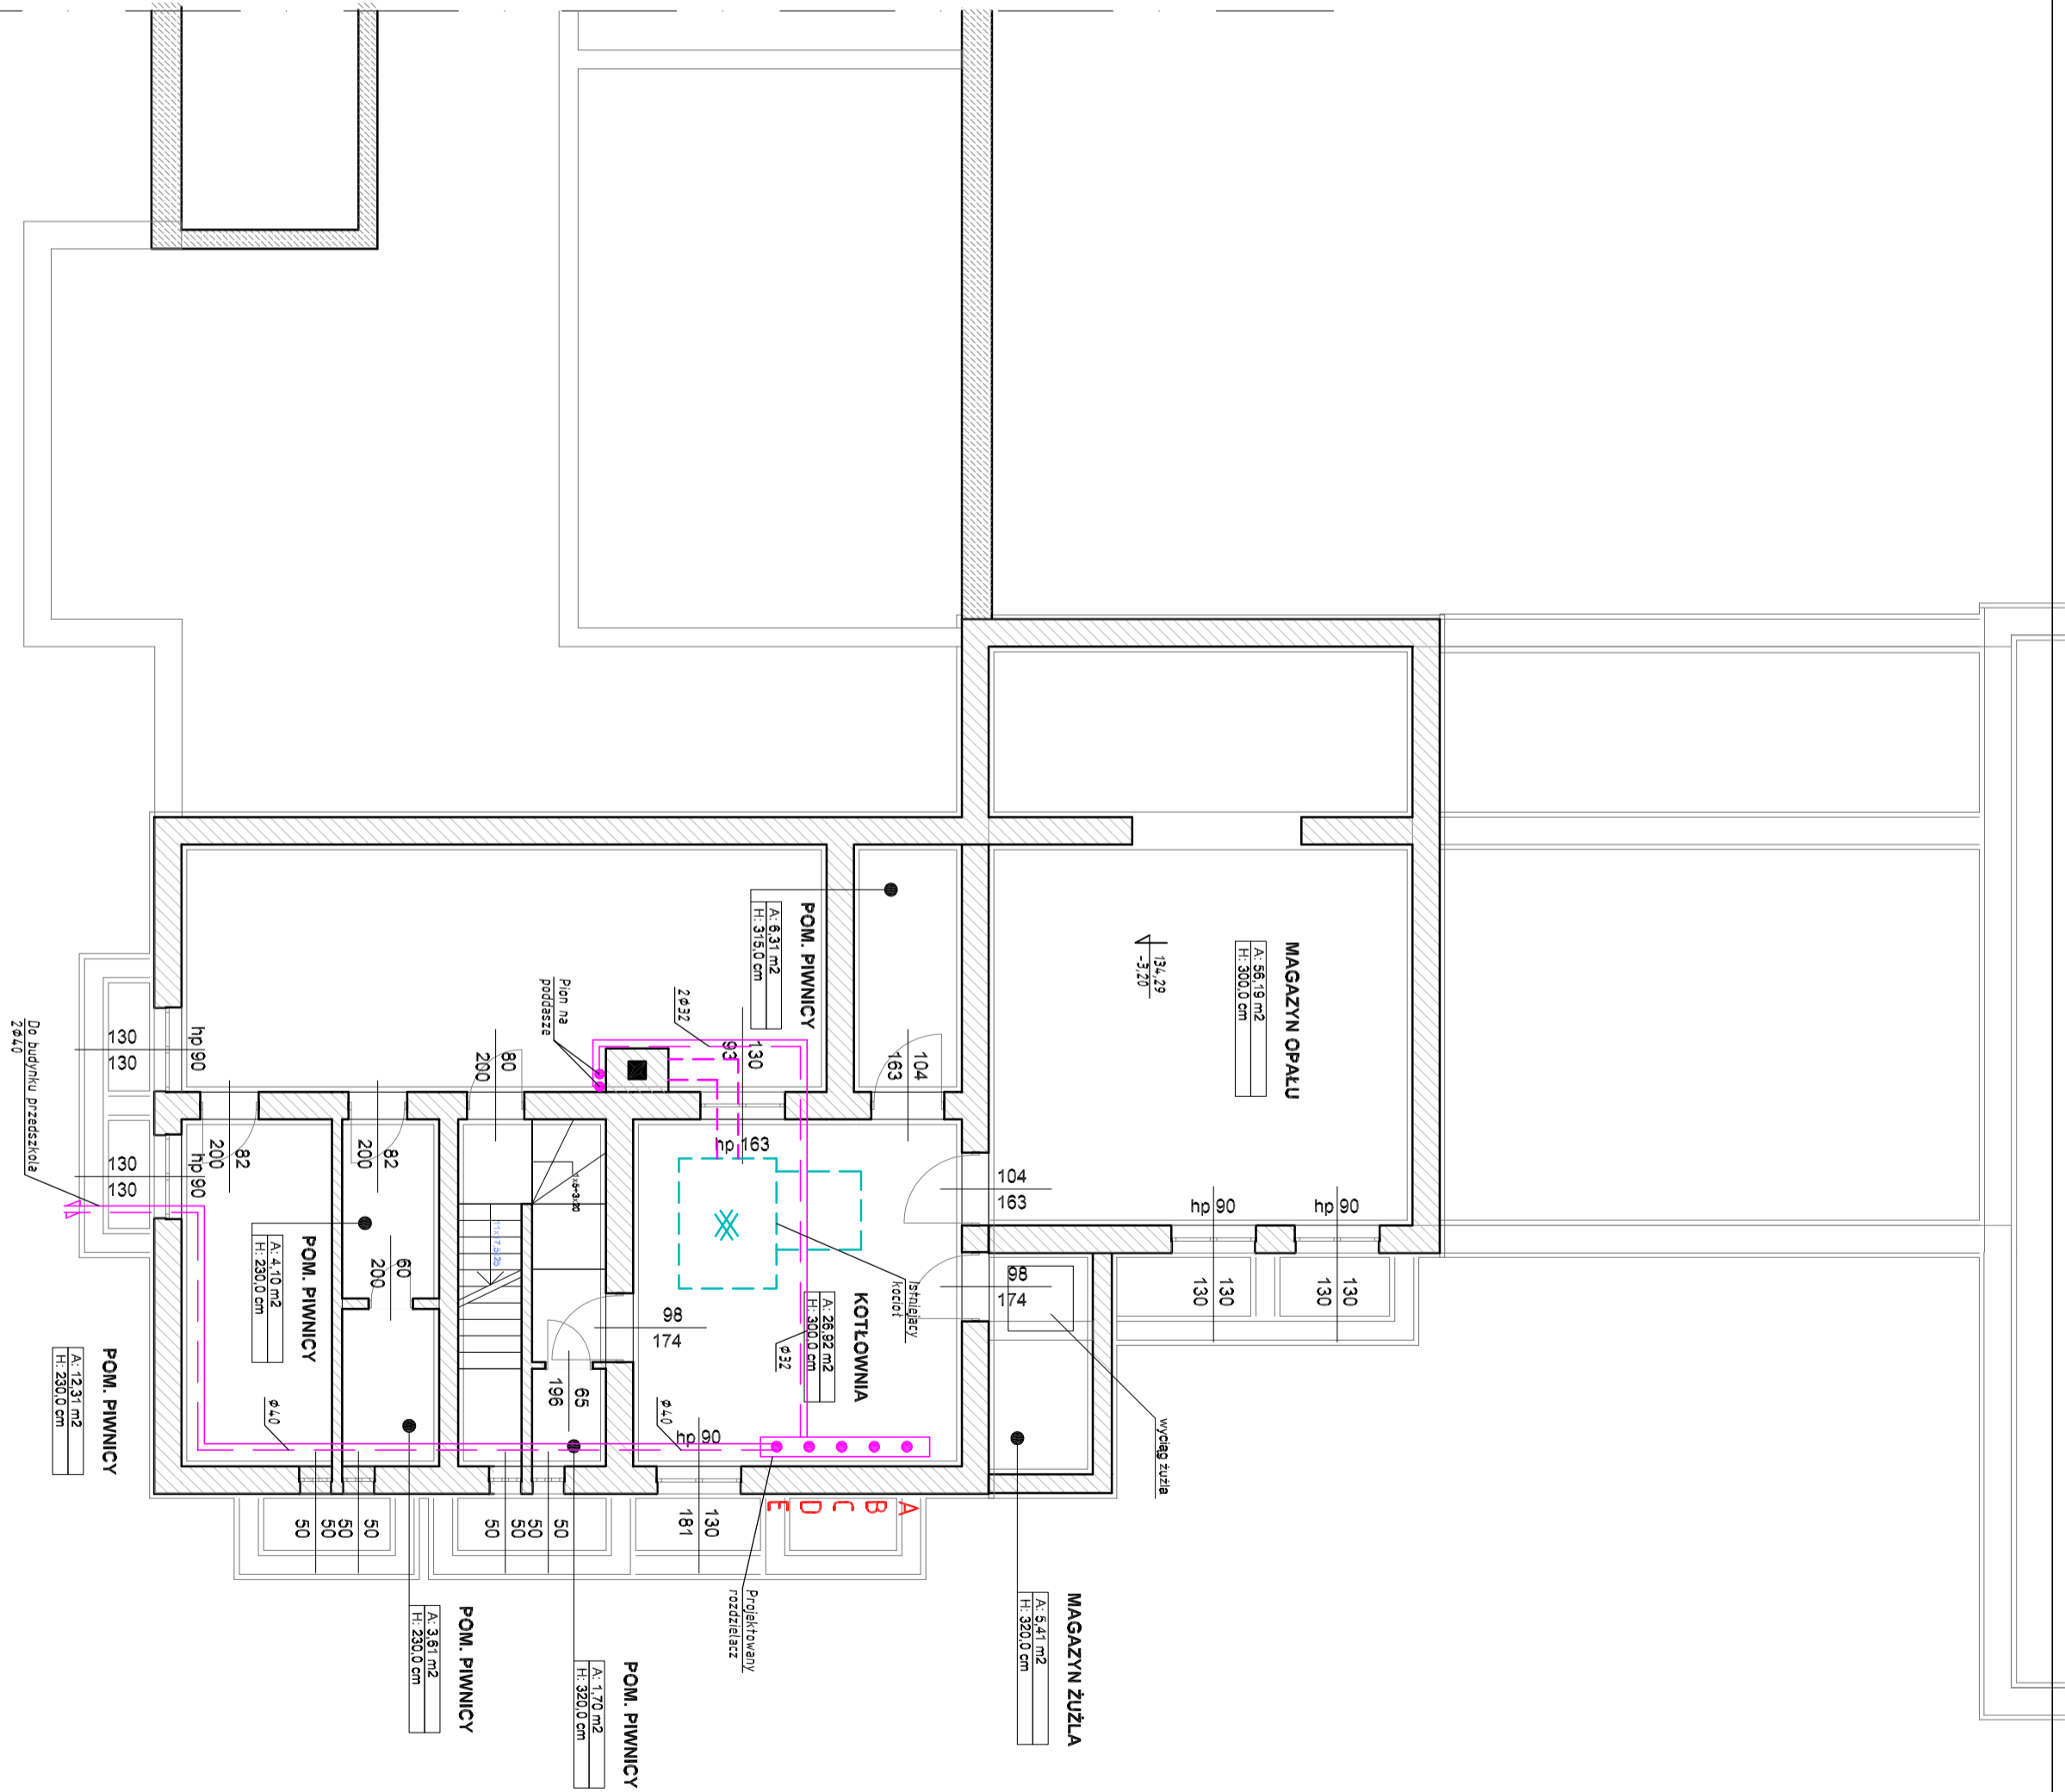 MAGAZYN OPAŁU
A: 56,19 m2
H: 300,0 cm
134,29
-3,20
POM. PIWNICY
A: 6,31 m2
H: 315,0 cm
2ø32
Pion na
poddasze
130
93
hp 163
104
163
104
163
98
174
hp 90
130
130
hp 90
130
130
80
200
82
200
82
200
60
200
hp 90
130
130
hp 90
130
130
Do budynku przedszkola
2ø40
POM. PIWNICY
A: 4,10 m2
H: 230,0 cm
11x17,5x25
Istniejący
kocioł
KOTŁOWNIA
A: 26,92 m2
H: 300,0 cm
ø32
98
174
65
196
ø40
hp 90
130
181
ø40
wyciąg żużla
A
B
C
D
E
50
50
50
50
50
50
50
50
Projektowany
rozdzielacz
POM. PIWNICY
A: 12,31 m2
H: 230,0 cm
POM. PIWNICY
A: 3,61 m2
H: 230,0 cm
POM. PIWNICY
A: 1,70 m2
H: 320,0 cm
MAGAZYN ŻUŻLA
A: 5,41 m2
H: 320,0 cm